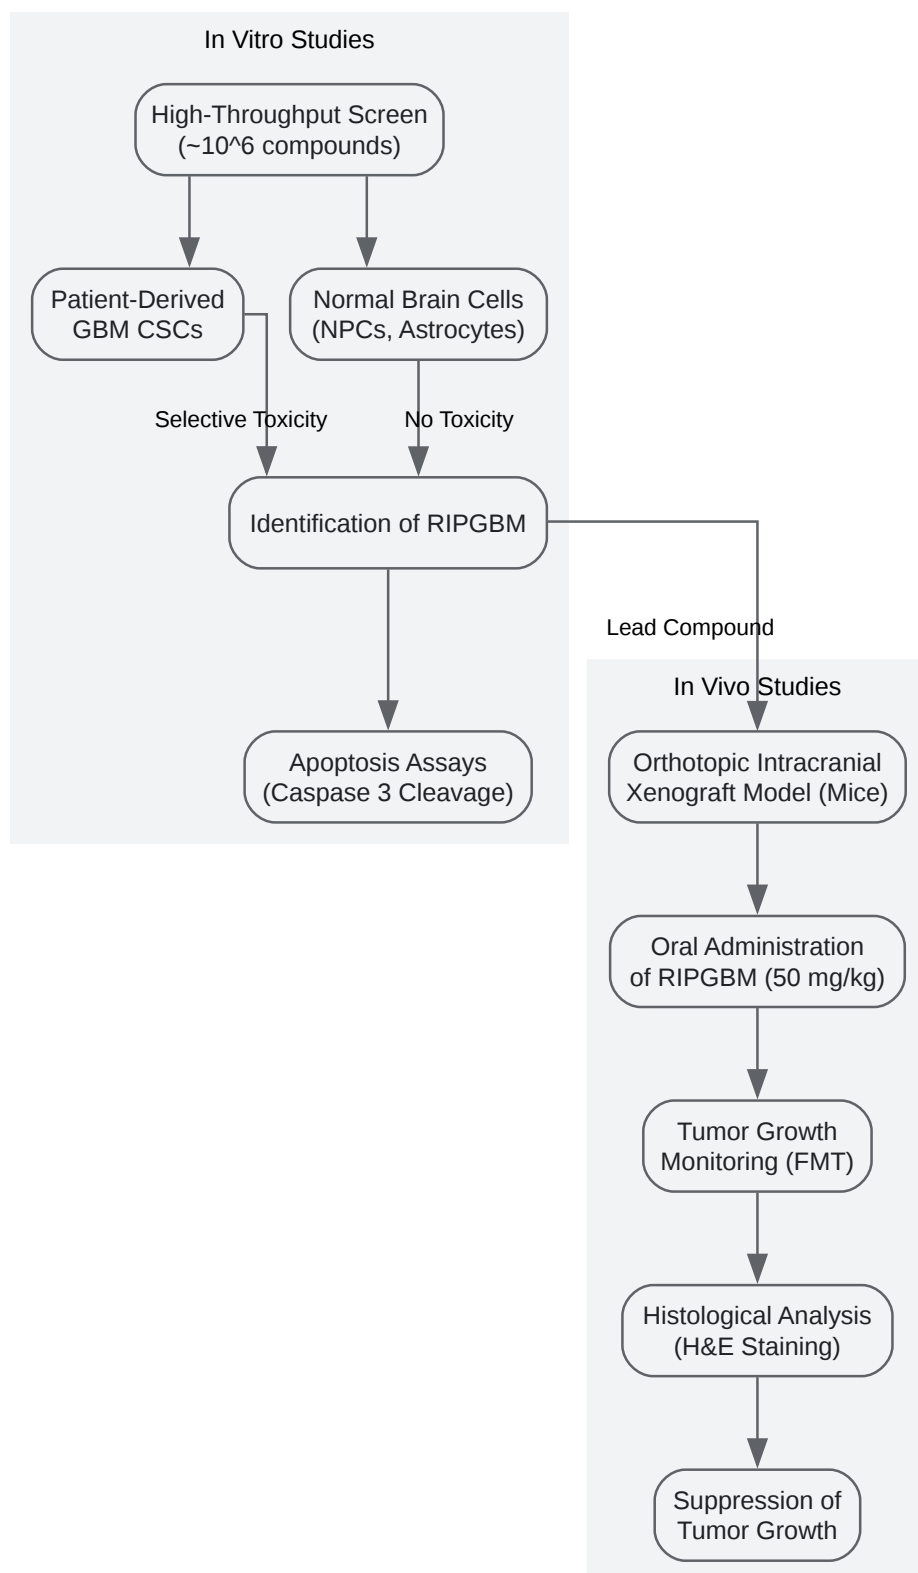 In Vitro Studies
High-Throughput Screen
(~10^6 compounds)
Patient-Derived
GBM CSCs
Normal Brain Cells
(NPCs, Astrocytes)
Selective Toxicity
No Toxicity
Identification of RIPGBM
Lead Compound
Apoptosis Assays
(Caspase 3 Cleavage)
In Vivo Studies
Orthotopic Intracranial
Xenograft Model (Mice)
Oral Administration
of RIPGBM (50 mg/kg)
Tumor Growth
Monitoring (FMT)
Histological Analysis
(H&E Staining)
Suppression of
Tumor Growth